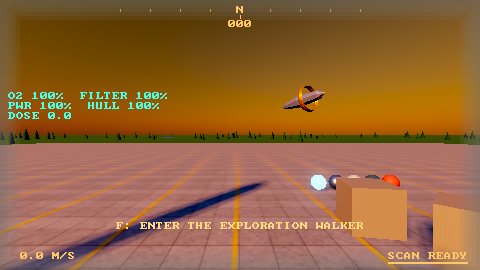 N
000
O2 100% FILTER 100%
PWR 100% HULL 100%
DOSE 0.0
F: ENTER THE EXPLORATION WALKER
0.0 M/S
SCAN READY